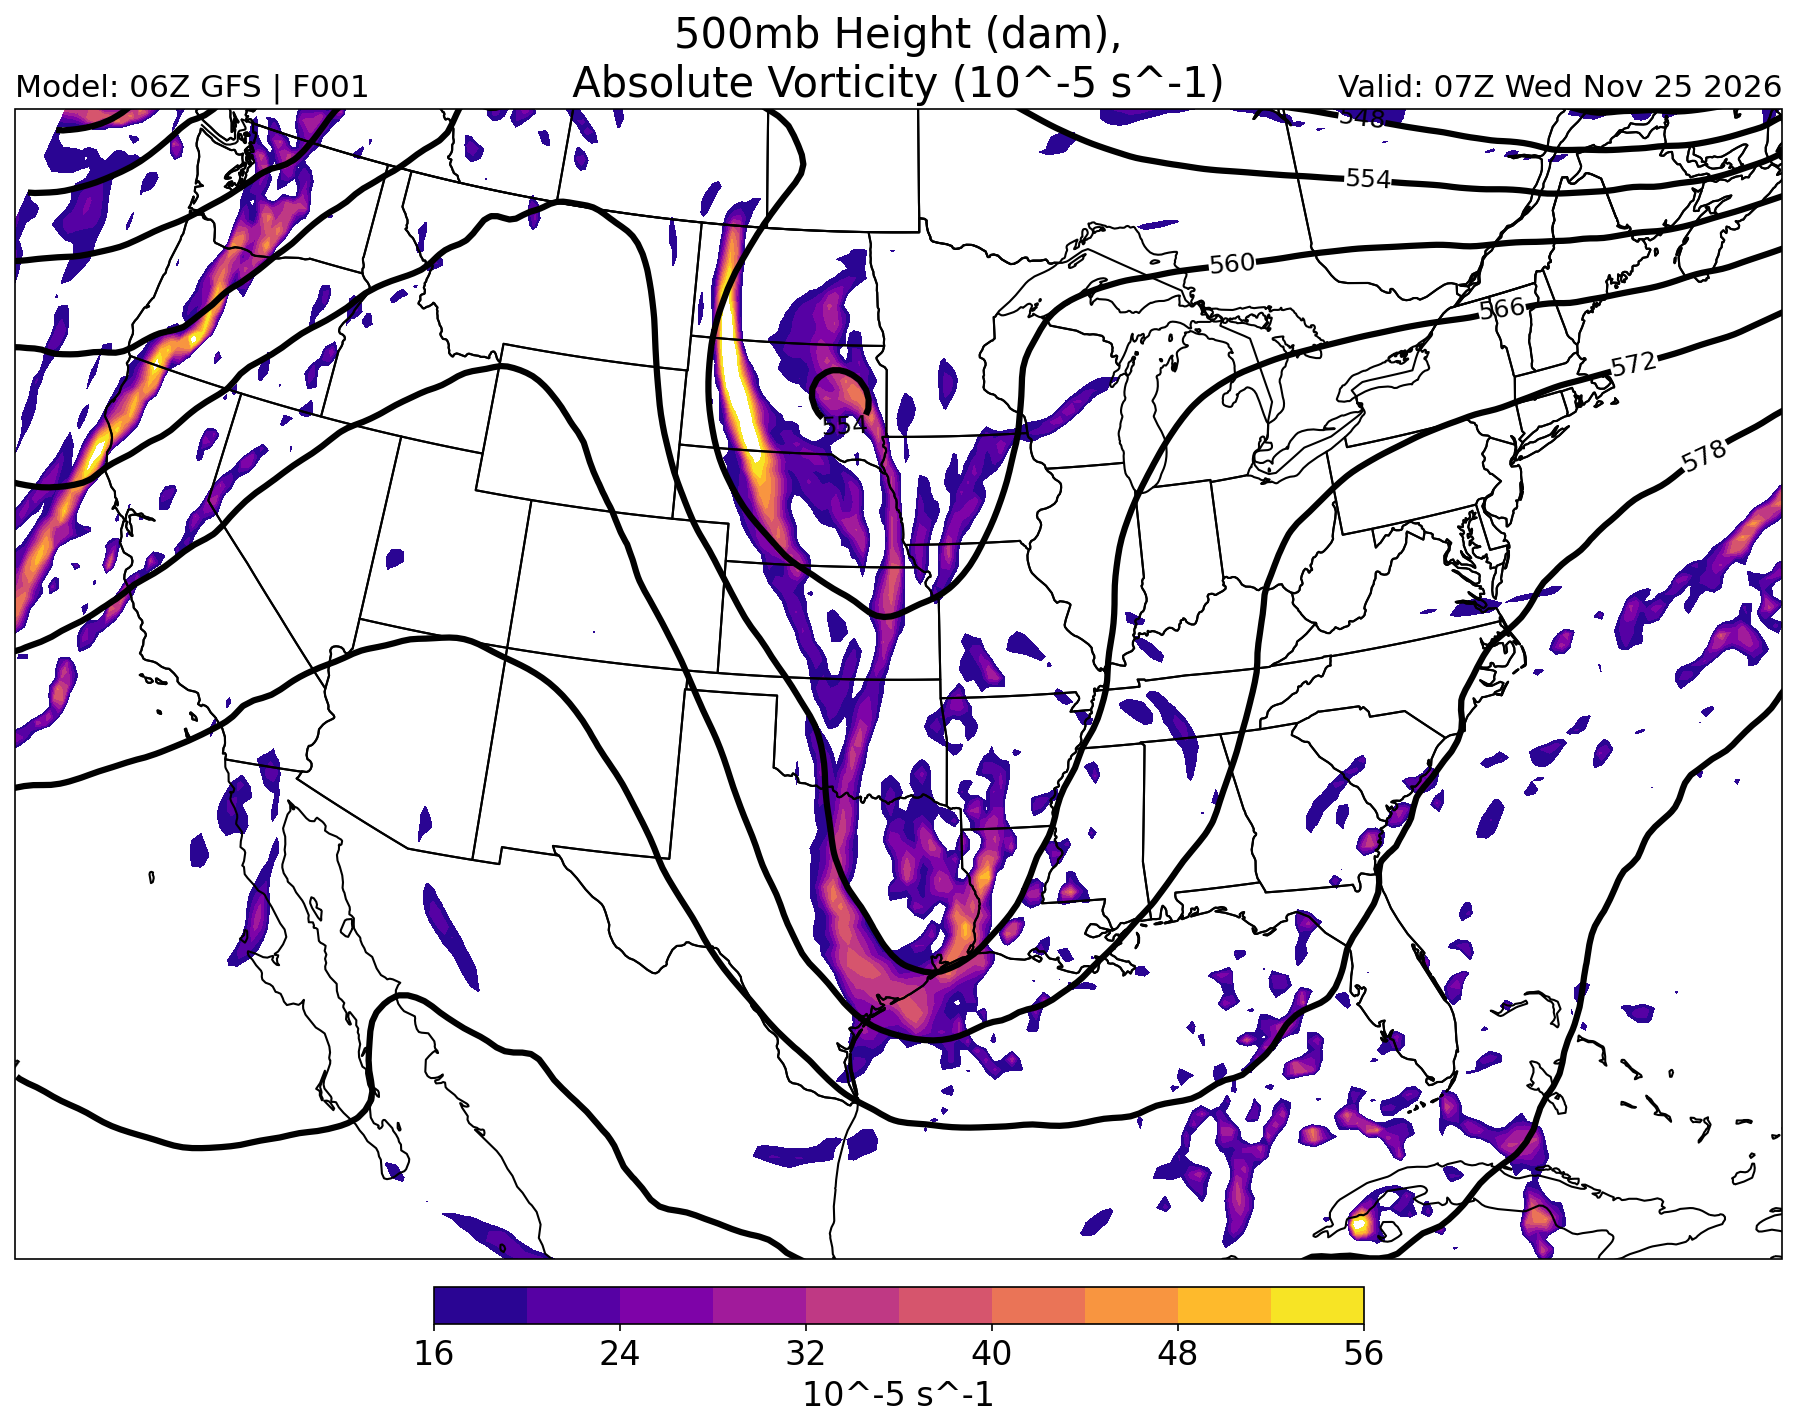 500mb Height (dam),
Absolute Vorticity (10^-5 s^-1)
Model: 06Z GFS | F001
Valid: 07Z Wed Nov 25 2026
548
554
560
566
572
578
554
16 24 32 40 48 56
10^-5 s^-1